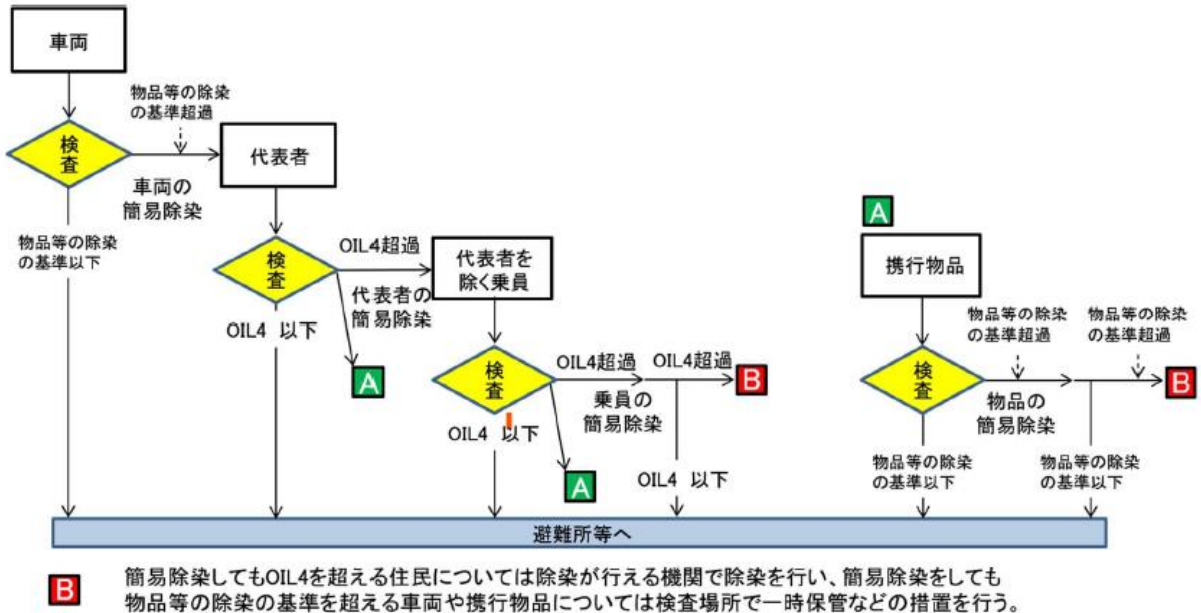 車両
物品等の除染
の基準超過
検
査
代表者
車両の
簡易除染
物品等の除染
の基準以下
検
査
OIL4超過
代表者を
除く乗員
代表者の
簡易除染
OIL4 以下
A
検
査
OIL4超過
OIL4超過
B
乗員の
簡易除染
OIL4 以下
A
OIL4 以下
A
携行物品
物品等の除染
の基準超過
物品等の除染
の基準超過
検
査
B
物品の
簡易除染
物品等の除染
の基準以下
物品等の除染
の基準以下
避難所等へ
B 簡易除染してもOIL4を超える住民については除染が行える機関で除染を行い、簡易除染をしても
物品等の除染の基準を超える車両や携行物品については検査場所で一時保管などの措置を行う。